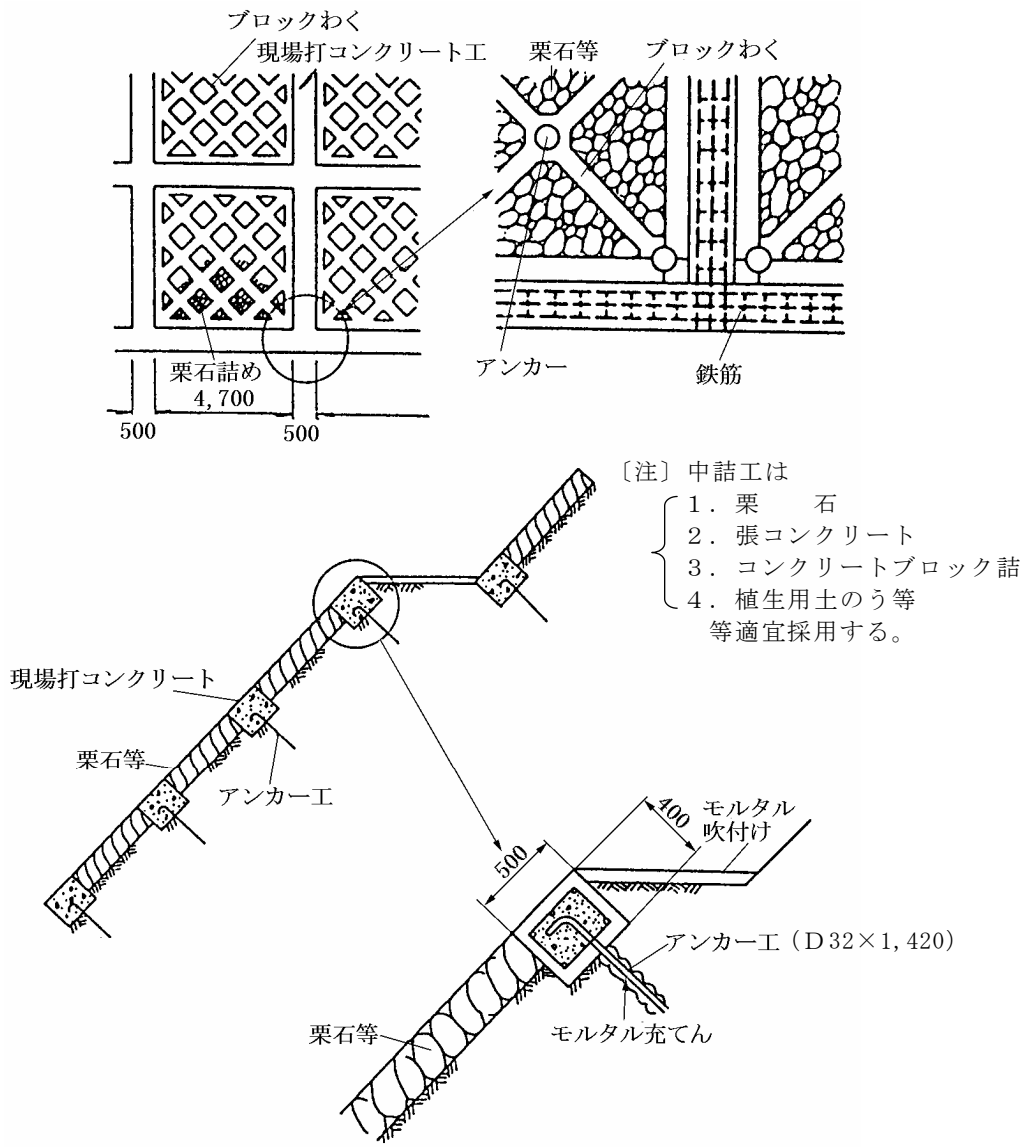 ブロックわく
現場打コンクリート工
栗石等
ブロックわく
栗石詰め
4,700
500
500
アンカー
鉄筋
〔注〕中詰工は
1．栗　　石
2．張コンクリート
3．コンクリートブロック詰
4．植生用土のう等
等適宜採用する。
現場打コンクリート
栗石等
アンカー工
400
モルタル
吹付け
500
アンカー工（D32×1,420）
栗石等
モルタル充てん